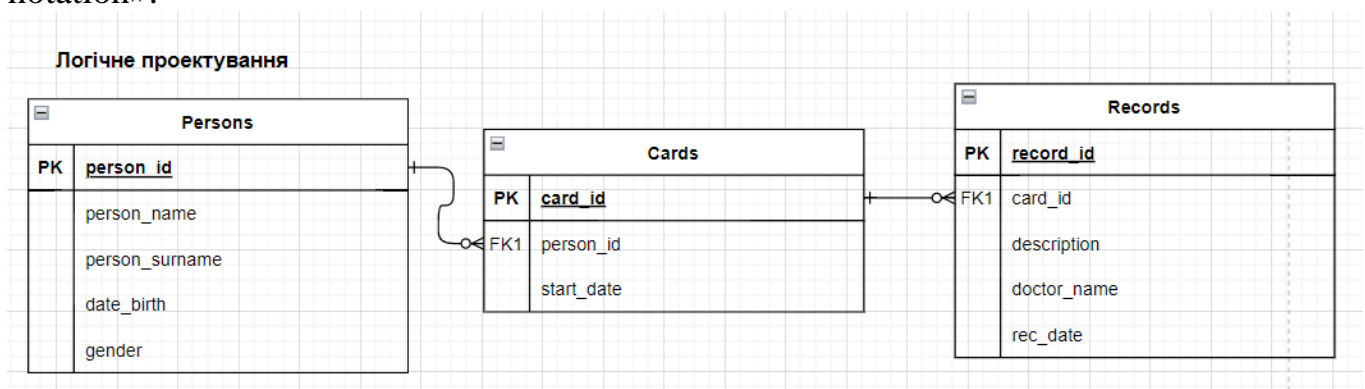 notation».
Логічне проектування
Persons
PK person_id
person_name
person_surname
date_birth
gender
Cards
PK card_id
FK1 person_id
start_date
Records
PK record_id
FK1 card_id
description
doctor_name
rec_date